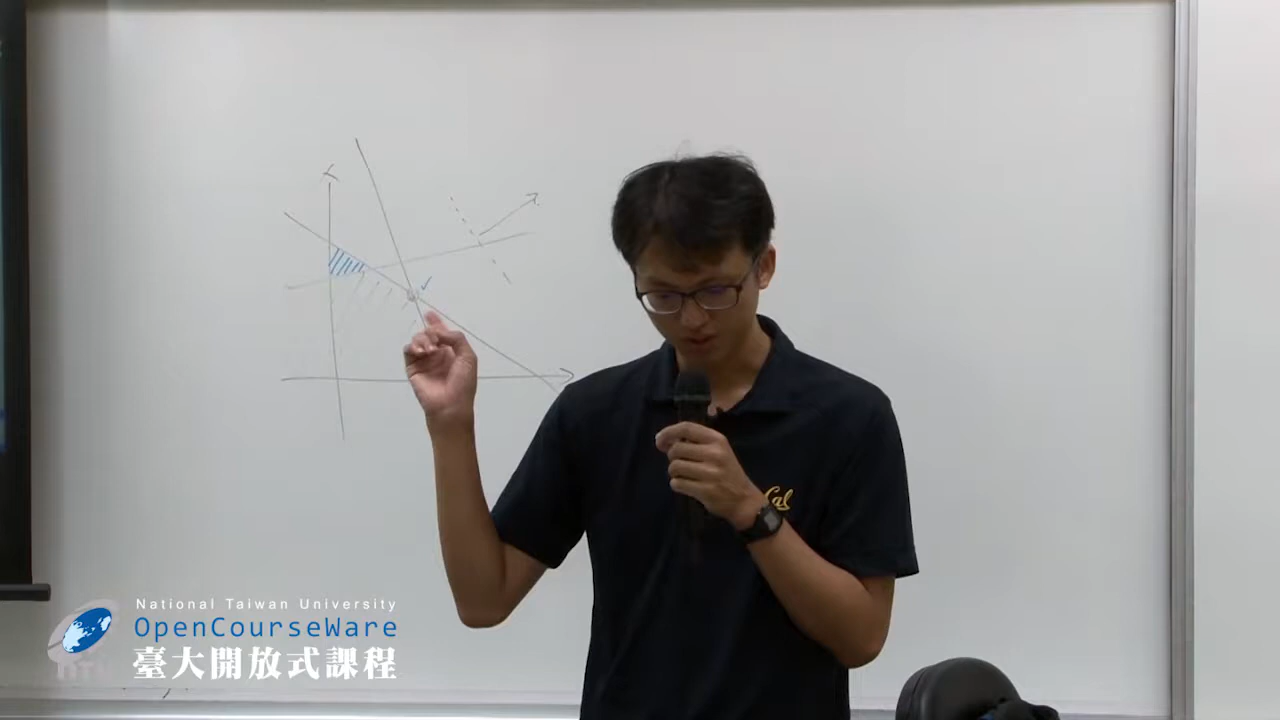 Cal
National Taiwan University
OpenCourseWare
臺大開放式課程